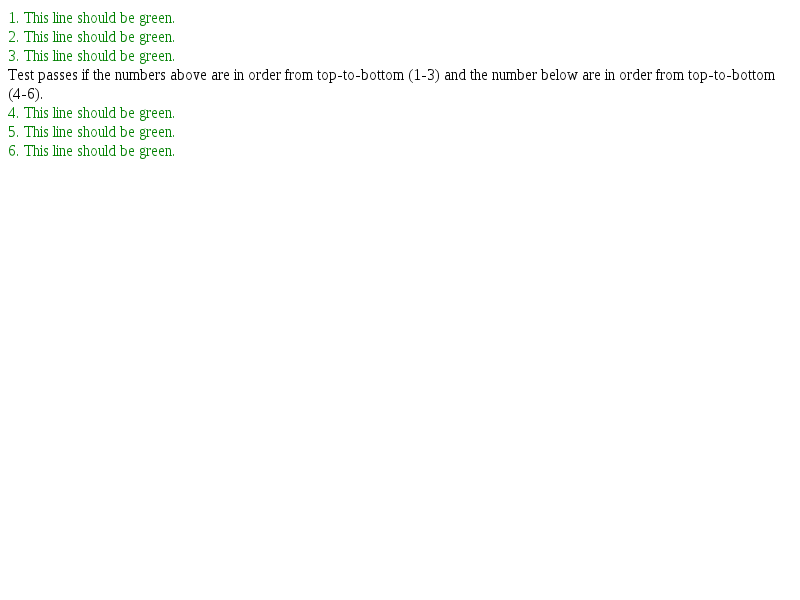 1. This line should be green.
2. This line should be green.
3. This line should be green.
Test passes if the numbers above are in order from top-to-bottom (1-3) and the number below are in order from top-to-bottom
(4-6).
4. This line should be green.
5. This line should be green.
6. This line should be green.